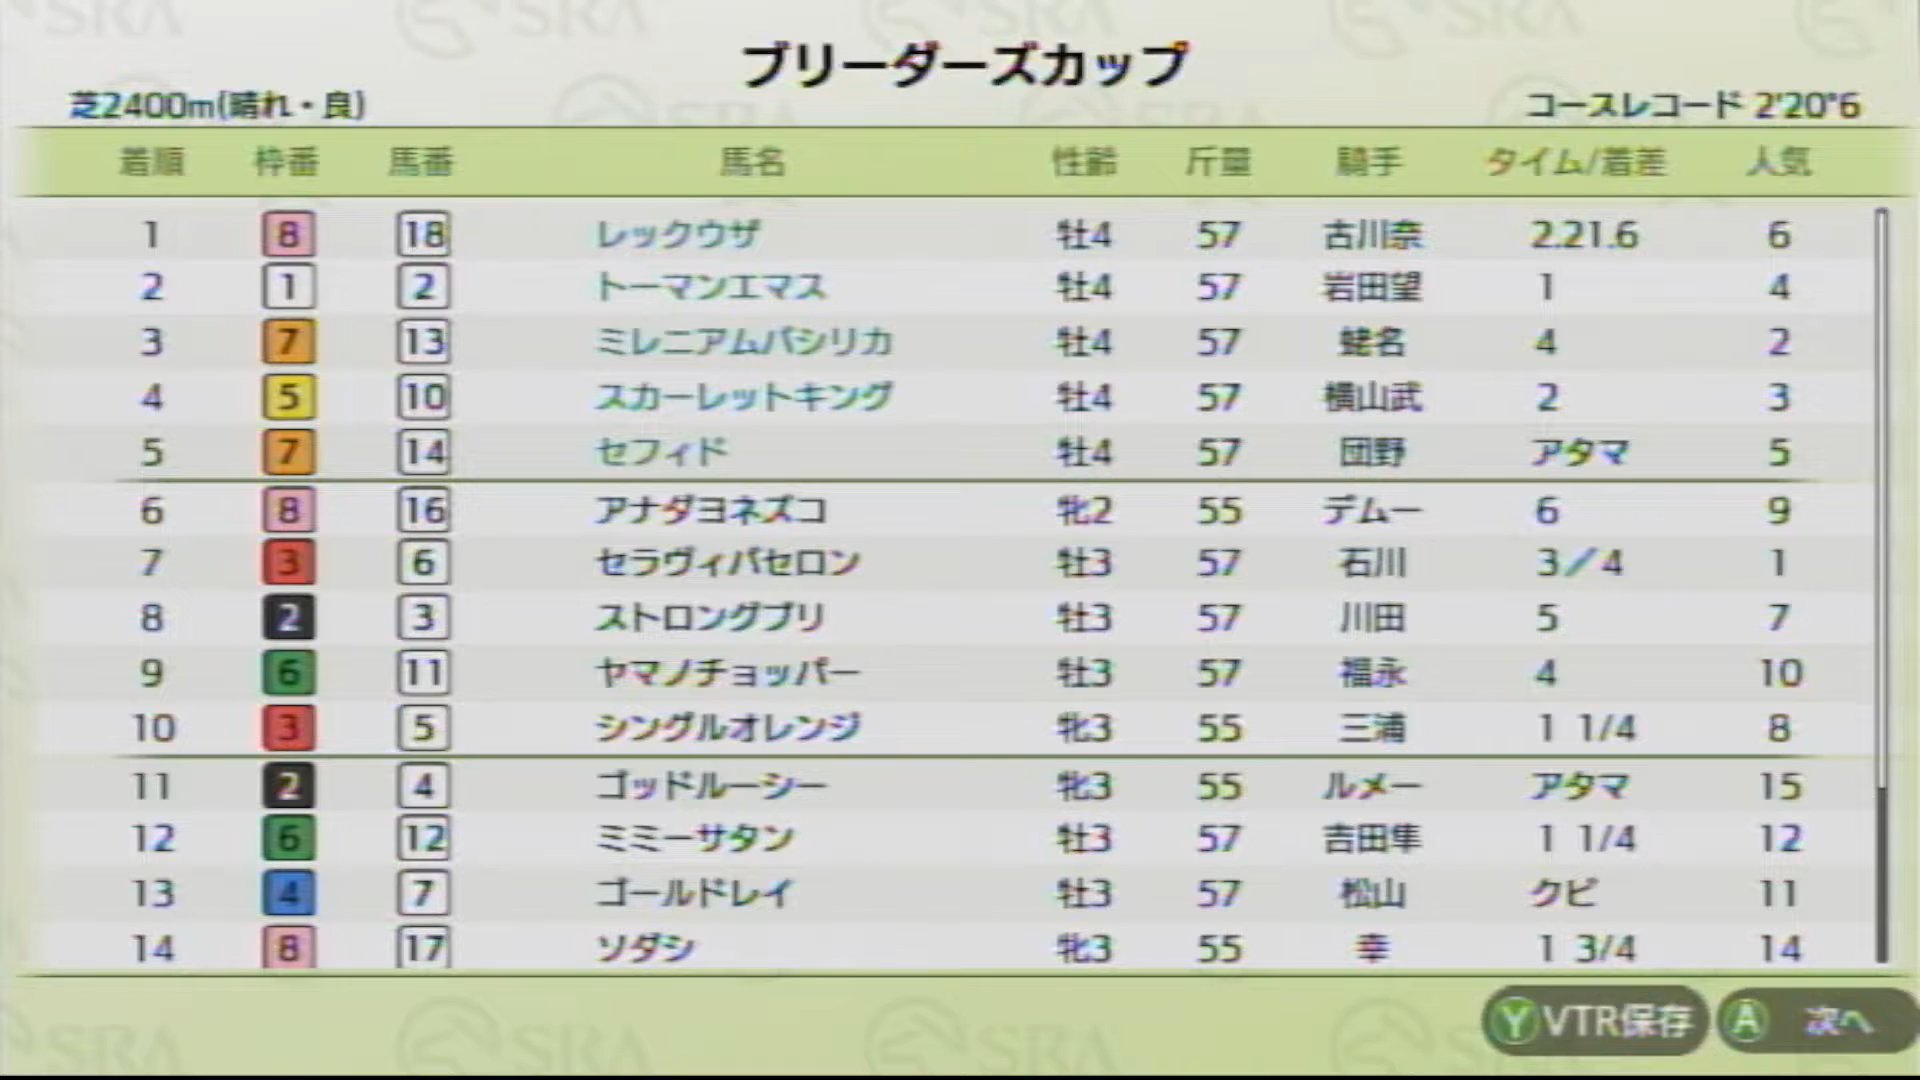 ブリーダーズカップ
芝2400m(晴れ・良) コースレコード 2'20"6
着順 枠番 馬番 馬名 性齢 斤量 騎手 タイム/着差 人気
1 8 18 レックウザ 牡4 57 古川奈 2.21.6 6
2 1 2 トーマンエマス 牡4 57 岩田望 1 4
3 7 13 ミレニアムバシリカ 牡4 57 蛯名 4 2
4 5 10 スカーレットキング 牡4 57 横山武 2 3
5 7 14 セフィド 牡4 57 団野 アタマ 5
6 8 16 アナダヨネズコ 牝2 55 デムー 6 9
7 3 6 セラヴィバセロン 牡3 57 石川 3/4 1
8 2 3 ストロングブリ 牡3 57 川田 5 7
9 6 11 ヤマノチョッパー 牡3 57 福永 4 10
10 3 5 シングルオレンジ 牝3 55 三浦 1 1/4 8
11 2 4 ゴッドルーシー 牝3 55 ルメー アタマ 15
12 6 12 ミミーサタン 牡3 57 吉田隼 1 1/4 12
13 4 7 ゴールドレイ 牡3 57 松山 クビ 11
14 8 17 ソダシ 牝3 55 幸 1 3/4 14
Y VTR保存 A 次へ
SRA SRA SRA